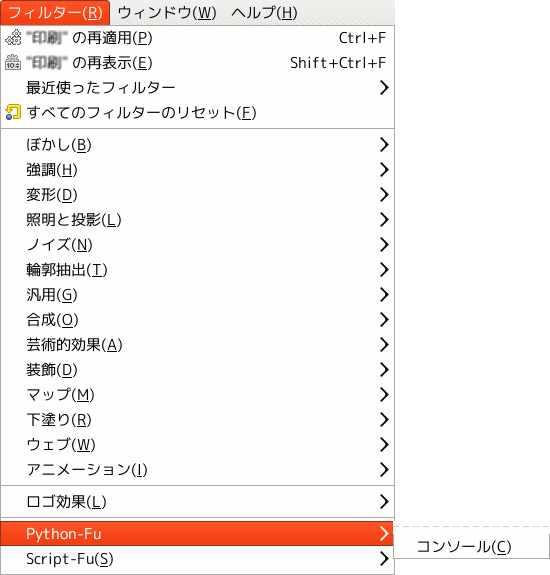 フィルター(R) ウィンドウ(W) ヘルプ(H)
"印刷" の再適用(P) Ctrl+F
"印刷" の再表示(E) Shift+Ctrl+F
最近使ったフィルター
すべてのフィルターのリセット(F)
ぼかし(B)
強調(H)
変形(D)
照明と投影(L)
ノイズ(N)
輪郭抽出(T)
汎用(G)
合成(O)
芸術的効果(A)
装飾(D)
マップ(M)
下塗り(R)
ウェブ(W)
アニメーション(I)
ロゴ効果(L)
Python-Fu
コンソール(C)
Script-Fu(S)